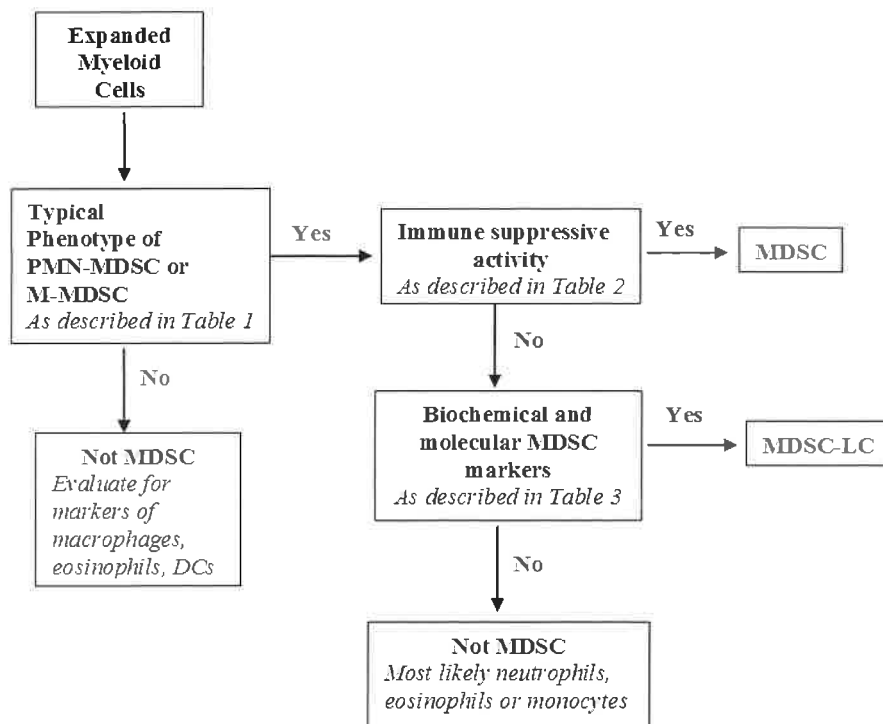 Expanded
Myeloid
Cells
Typical
Phenotype of
PMN-MDSC or
M-MDSC
As described in Table 1
Yes
Immune suppressive
activity
As described in Table 2
Yes
MDSC
No
No
Not MDSC
Evaluate for
markers of
macrophages,
eosinophils, DCs
Biochemical and
molecular MDSC
markers
As described in Table 3
Yes
MDSC-LC
No
Not MDSC
Most likely neutrophils,
eosinophils or monocytes